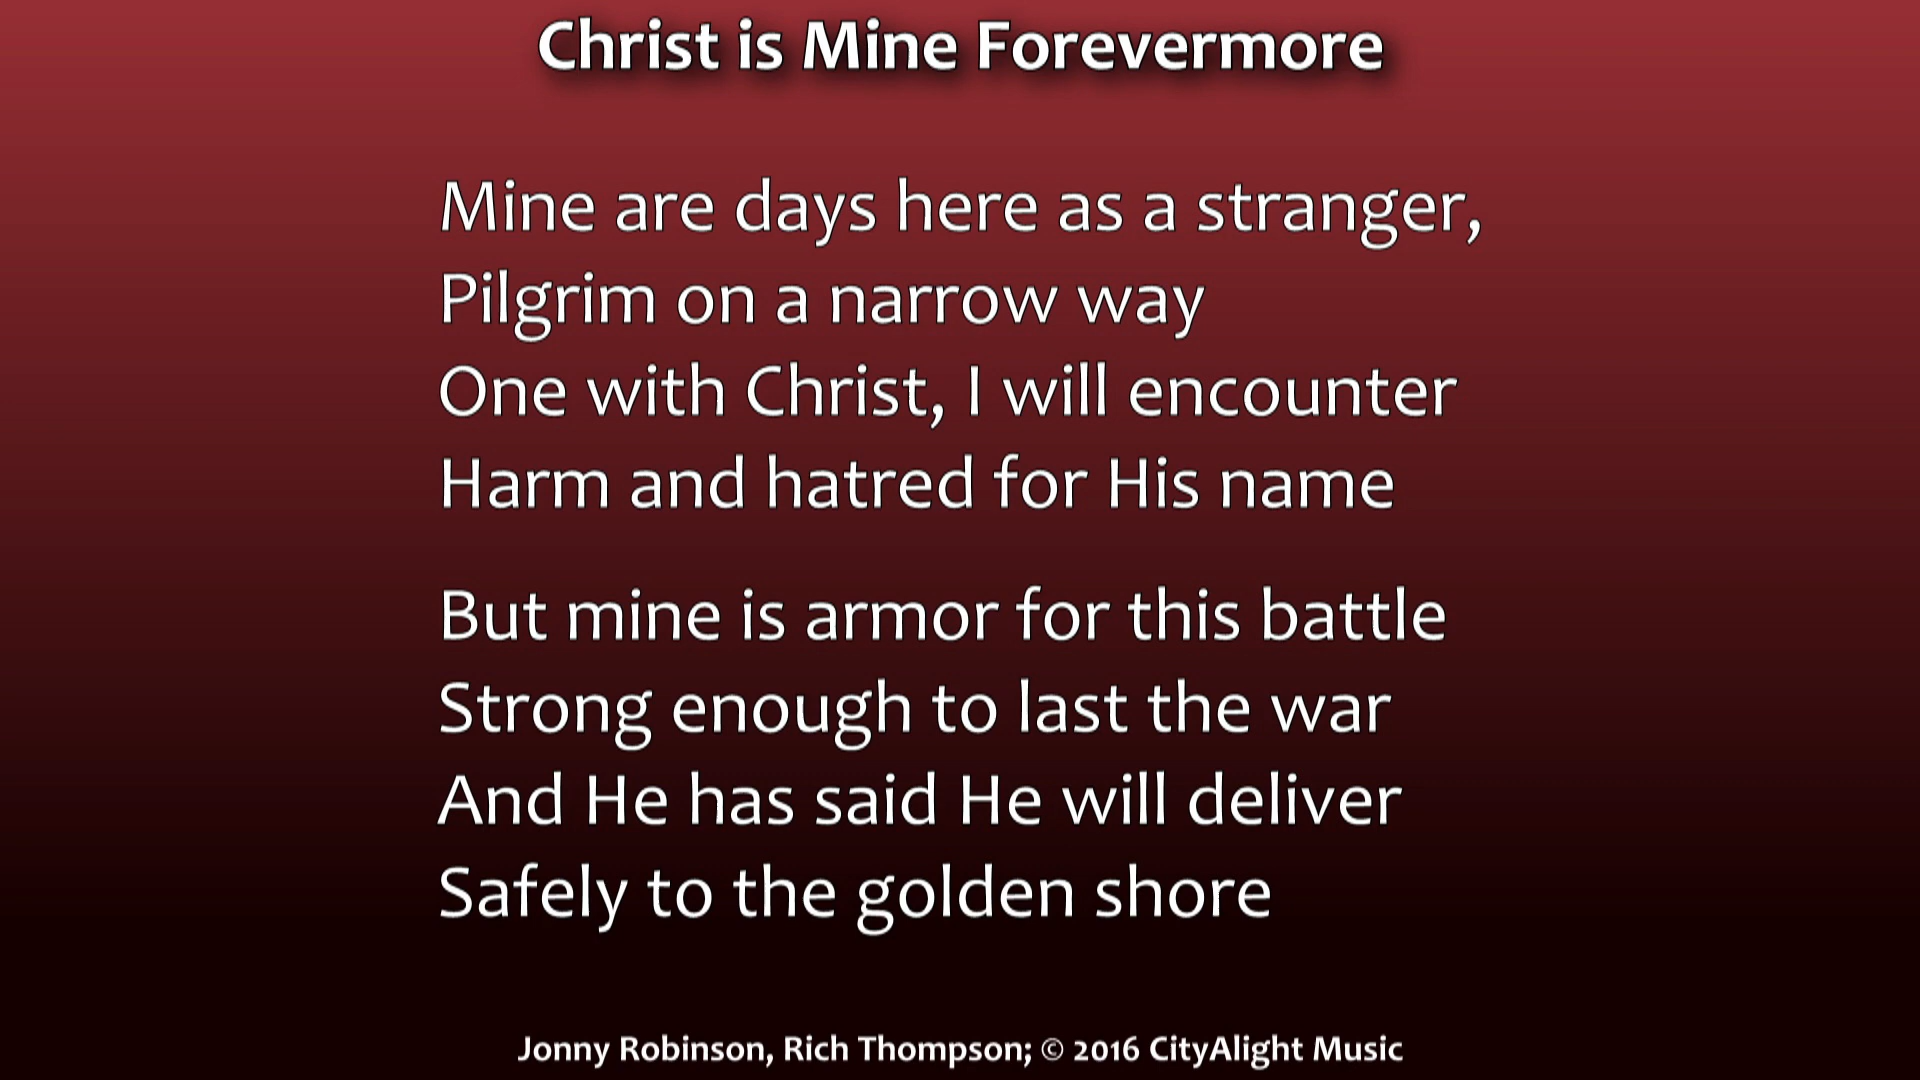 Christ is Mine Forevermore
Mine are days here as a stranger,
Pilgrim on a narrow way
One with Christ, I will encounter
Harm and hatred for His name
But mine is armor for this battle
Strong enough to last the war
And He has said He will deliver
Safely to the golden shore
Jonny Robinson, Rich Thompson; © 2016 CityAlight Music